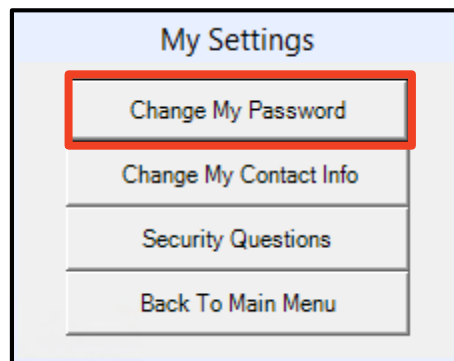 My Settings
Change My Password
Change My Contact Info
Security Questions
Back To Main Menu